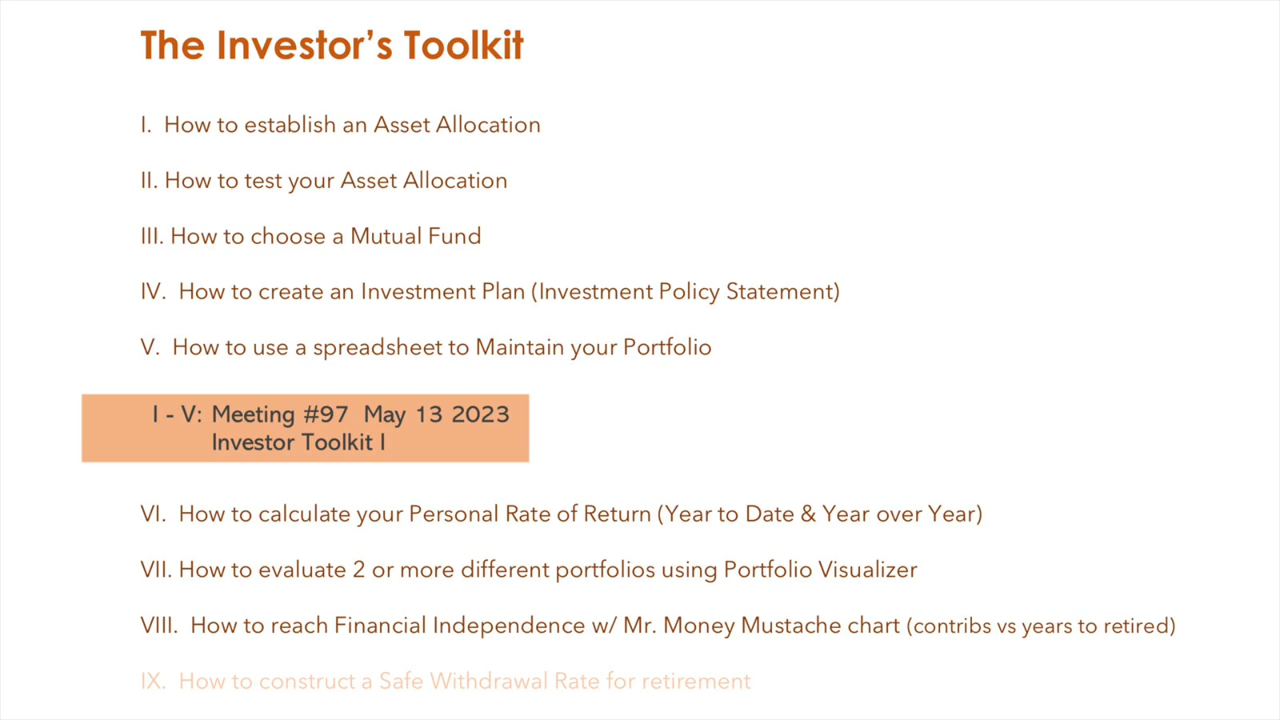 The Investor's Toolkit
I. How to establish an Asset Allocation
II. How to test your Asset Allocation
III. How to choose a Mutual Fund
IV. How to create an Investment Plan (Investment Policy Statement)
V. How to use a spreadsheet to Maintain your Portfolio
I - V: Meeting #97 May 13 2023
Investor Toolkit I
VI. How to calculate your Personal Rate of Return (Year to Date & Year over Year)
VII. How to evaluate 2 or more different portfolios using Portfolio Visualizer
VIII. How to reach Financial Independence w/ Mr. Money Mustache chart (contribs vs years to retired)
IX. How to construct a Safe Withdrawal Rate for retirement